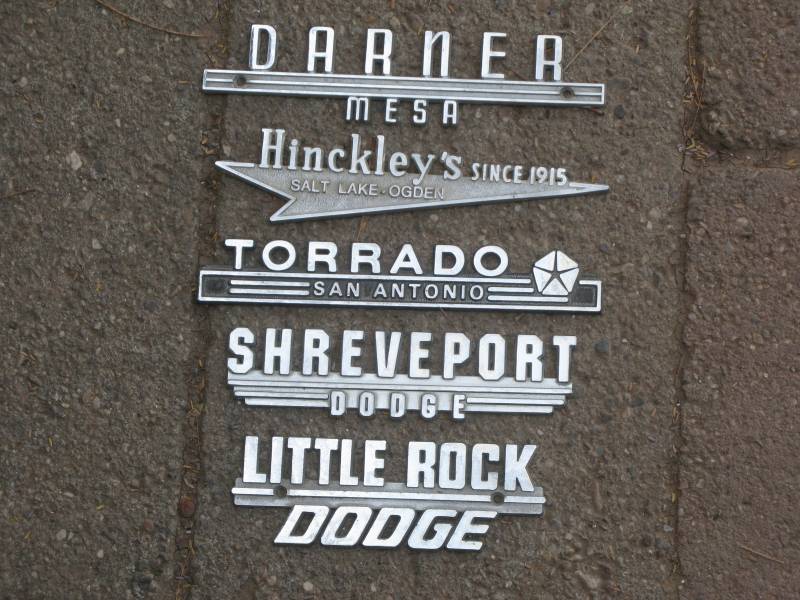 DARNER
MESA
Hinckley's SINCE 1915
SALT LAKE - OGDEN
TORRADO
SAN ANTONIO
SHREVEPORT
DODGE
LITTLE ROCK
DODGE